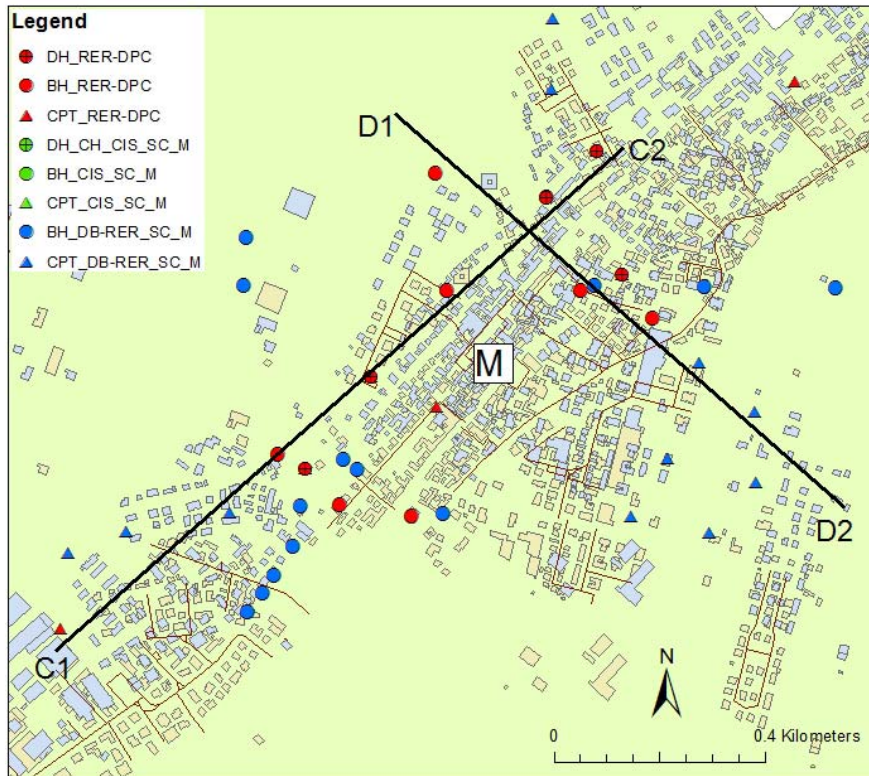 Legend
DH_RER-DPC
BH_RER-DPC
CPT_RER-DPC
DH_CH_CIS_SC_M
BH_CIS_SC_M
CPT_CIS_SC_M
BH_DB-RER_SC_M
CPT_DB-RER_SC_M
D1
C2
M
D2
C1
N
0 0.4 Kilometers